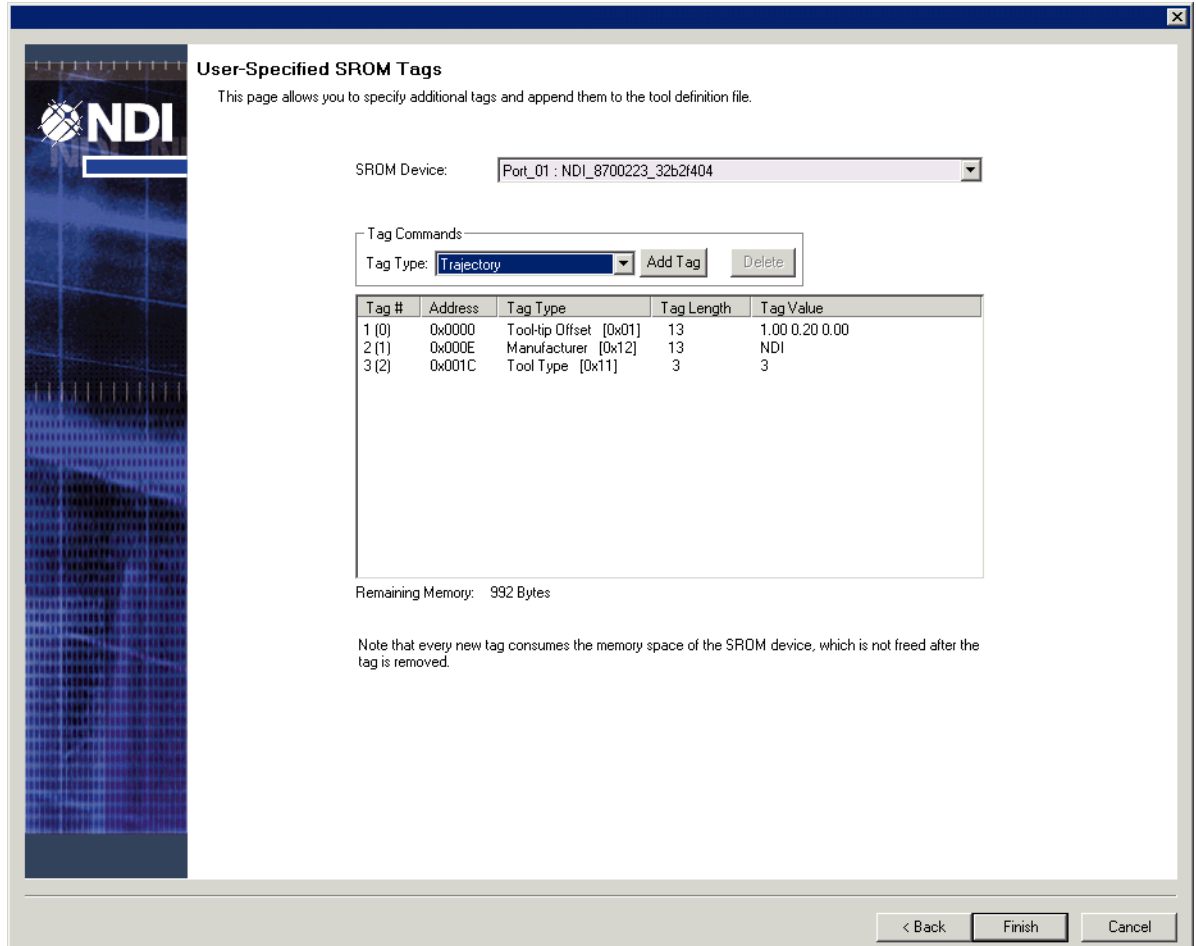 User-Specified SROM Tags
This page allows you to specify additional tags and append them to the tool definition file.
NDI
SROM Device: Port_01 : NDI_8700223_32b2f404
Tag Commands
Tag Type: Trajectory Add Tag Delete
Tag # Address Tag Type Tag Length Tag Value
1 (0) 0x0000 Tool-tip Offset [0x01] 13 1.00 0.20 0.00
2 (1) 0x000E Manufacturer [0x12] 13 NDI
3 (2) 0x001C Tool Type [0x11] 3 3
Remaining Memory: 992 Bytes
Note that every new tag consumes the memory space of the SROM device, which is not freed after the
tag is removed.
< Back Finish Cancel